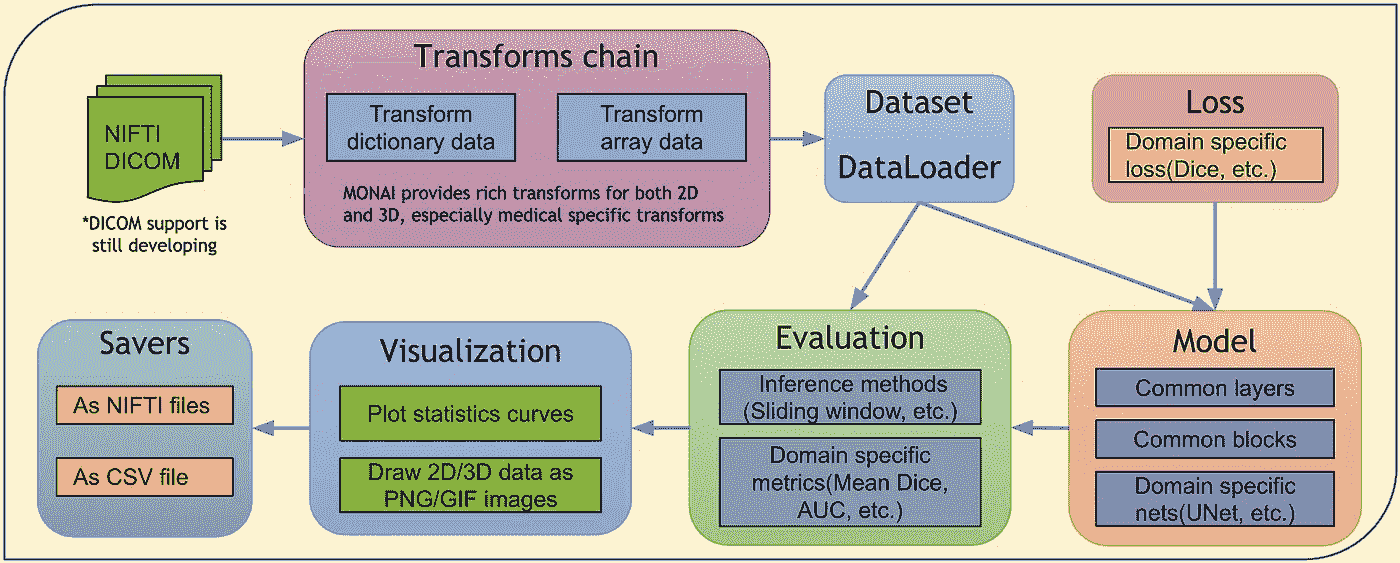 NIFTI
DICOM
*DICOM support is
still developing
Transforms chain
Transform
dictionary data
Transform
array data
MONAI provides rich transforms for both 2D
and 3D, especially medical specific transforms
Dataset
DataLoader
Loss
Domain specific
loss(Dice, etc.)
Savers
As NIFTI files
As CSV file
Visualization
Plot statistics curves
Draw 2D/3D data as
PNG/GIF images
Evaluation
Inference methods
(Sliding window, etc.)
Domain specific
metrics(Mean Dice,
AUC, etc.)
Model
Common layers
Common blocks
Domain specific
nets(UNet, etc.)